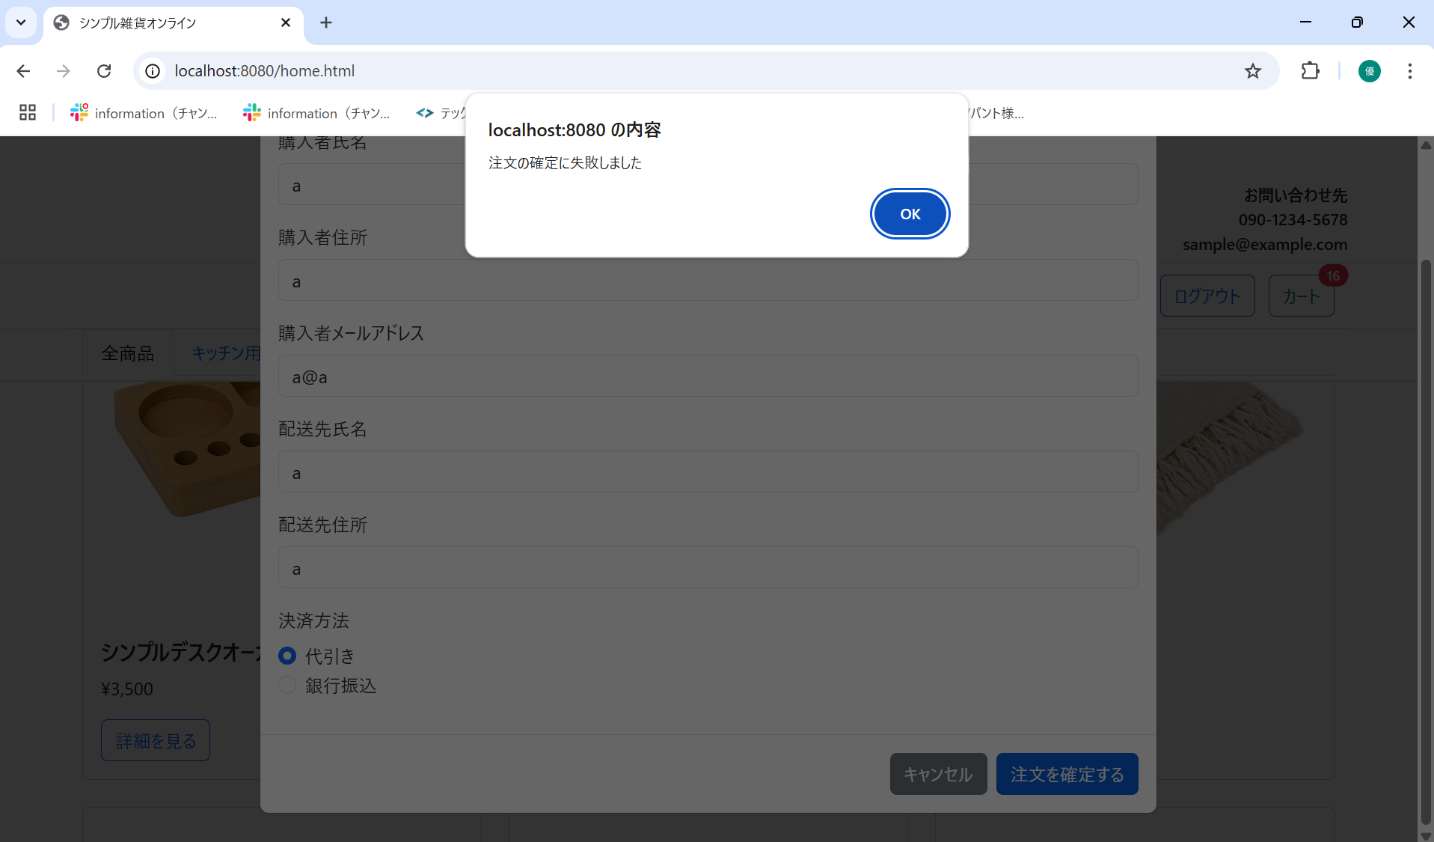 シンプル雑貨オンライン
localhost:8080/home.html
優
information（チャン...
information（チャン...
localhost:8080 の内容
注文の確定に失敗しました
OK
購入者氏名
a
購入者住所
a
購入者メールアドレス
a@a
配送先氏名
a
配送先住所
a
決済方法
代引き
銀行振込
キャンセル
注文を確定する
お問い合わせ先
090-1234-5678
sample@example.com
ログアウト
カート
16
全商品
キッチン用
シンプルデスクオー
¥3,500
詳細を見る